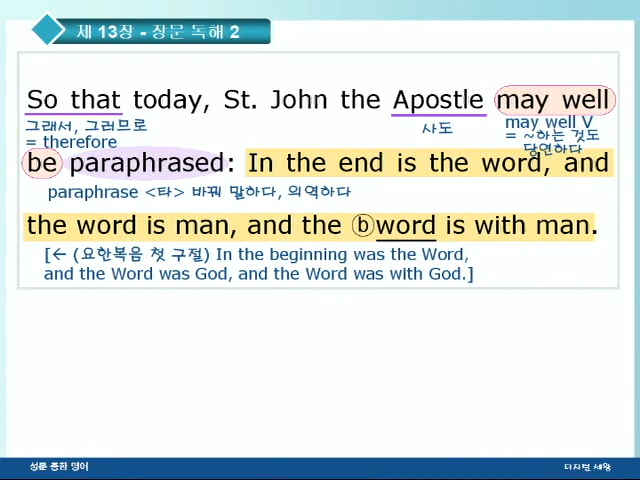 제 13장 - 장문 독해 2
So that today, St. John the Apostle may well
그래서, 그러므로 사도 may well V
= therefore = ~하는 것도
당연하다
be paraphrased: In the end is the word, and
paraphrase <타> 바꿔 말하다, 의역하다
the word is man, and the ⓑword is with man.
[← (요한복음 첫 구절) In the beginning was the Word,
and the Word was God, and the Word was with God.]
성문 종합 영어 디지털 세상